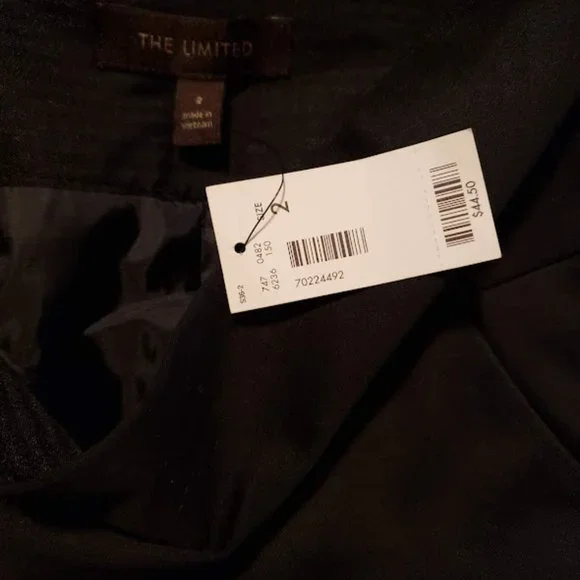 THE LIMITED
2
made in
vietnam
SIZE
2
0482
150
747
6236
S36-2
70224492
$44.50